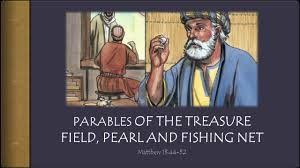 PARABLES OF THE TREASURE
FIELD, PEARL AND FISHING NET
Matthew 13:44-52